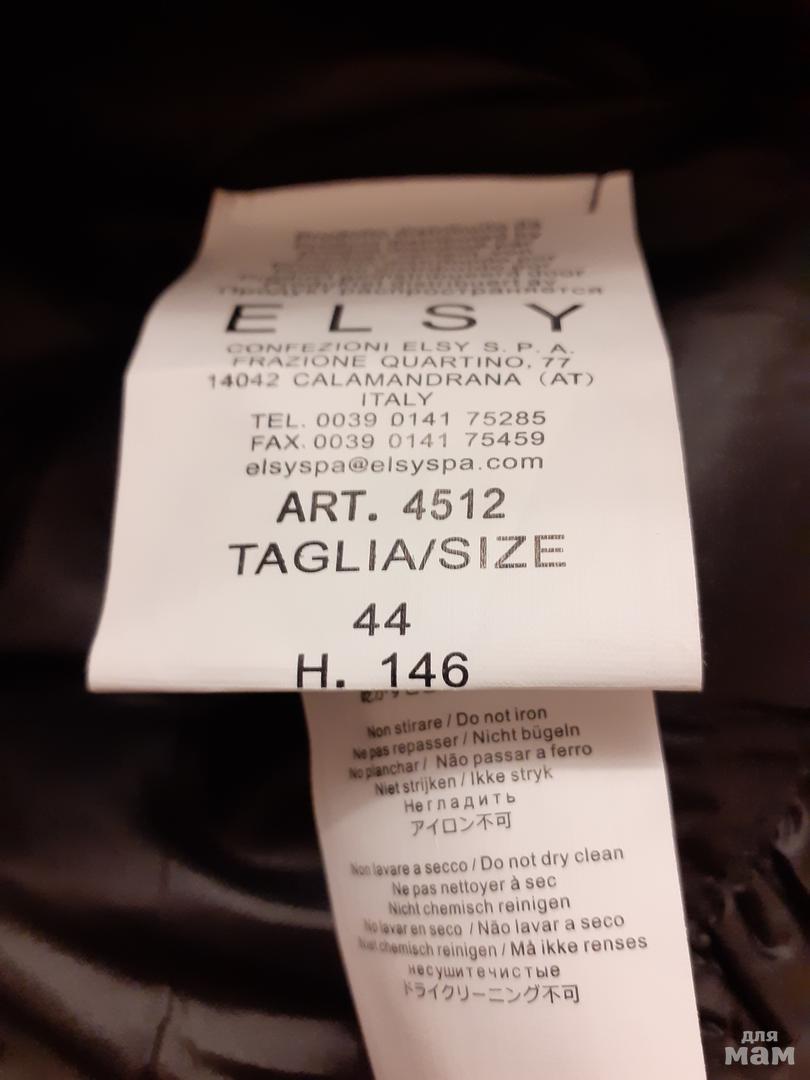 Продукт распространяется
ELSY
CONFEZIONI ELSY S.P.A.
FRAZIONE QUARTINO, 77
14042 CALAMANDRANA (AT)
ITALY
TEL. 0039 0141 75285
FAX. 0039 0141 75459
elsyspa@elsyspa.com
ART. 4512
TAGLIA/SIZE
44
H. 146
Non stirare / Do not iron
Ne pas repasser / Nicht bügeln
No planchar / Não passar a ferro
Niet strijken / Ikke stryk
Не гладить
アイロン不可
Non lavare a secco / Do not dry clean
Ne pas nettoyer à sec
Nicht chemisch reinigen
No lavar en seco / Não lavar a seco
Niet chemisch reinigen / Må ikke renses
несушитечистые
ドライクリーニング不可
для
мам